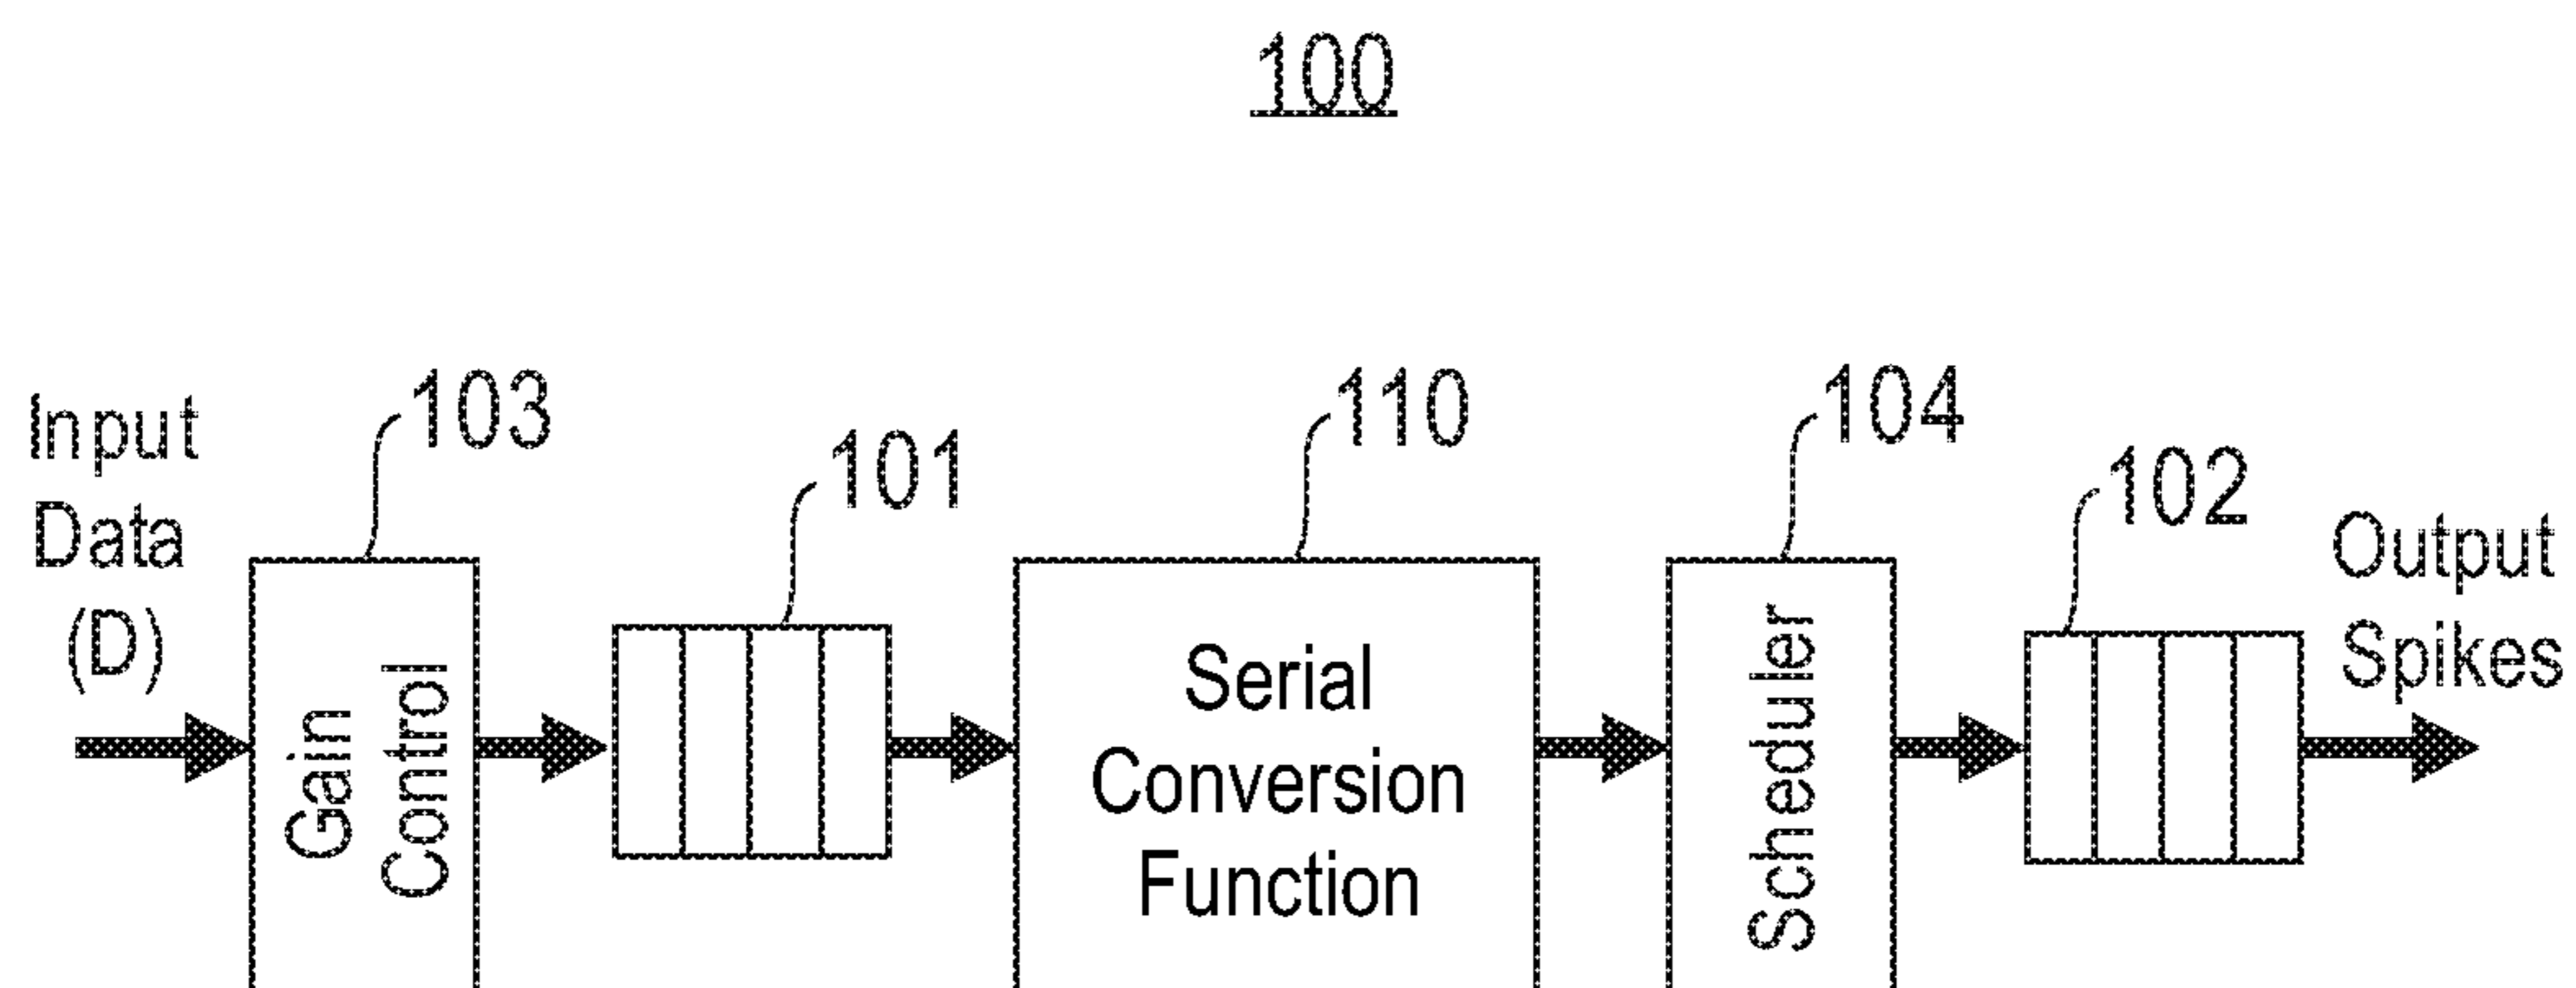 100
Input
Data
(D)
103
Gain
Control
101
110
Serial
Conversion
Function
104
Scheduler
102
Output
Spikes